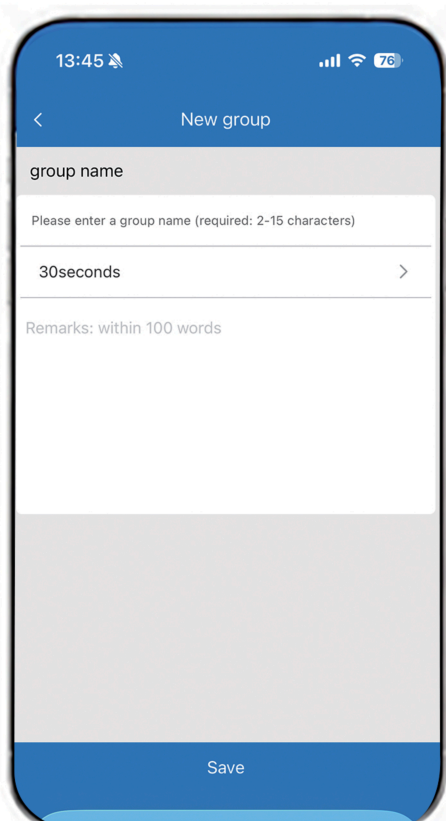 13:45
76
New group
group name
Please enter a group name (required: 2-15 characters)
30seconds
Remarks: within 100 words
Save